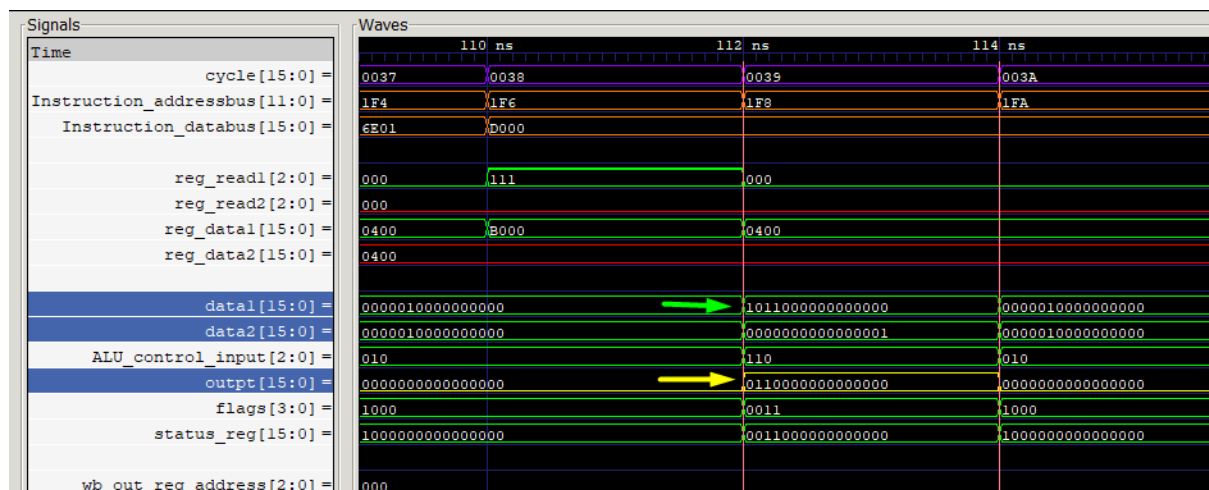 Signals Waves
Time 110 ns 112 ns 114 ns
cycle[15:0] = 0037 0038 0039 003A
Instruction_addressbus[11:0] = 1F4 1F6 1F8 1FA
Instruction_databus[15:0] = 6E01 D000
reg_read1[2:0] = 000 111 000
reg_read2[2:0] = 000
reg_data1[15:0] = 0400 B000 0400
reg_data2[15:0] = 0400
data1[15:0] = 0000010000000000 1011000000000000 0000010000000000
data2[15:0] = 0000010000000000 0000000000000001 0000010000000000
ALU_control_input[2:0] = 010 110 010
outpt[15:0] = 0000000000000000 0110000000000000 0000000000000000
flags[3:0] = 1000 0011 1000
status_reg[15:0] = 1000000000000000 0011000000000000 1000000000000000
wb_out_reg_address[2:0] = 000